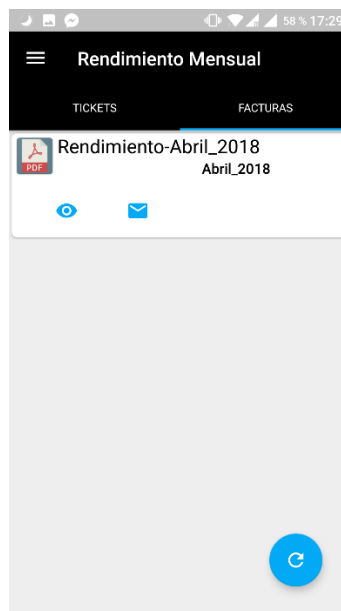 58 % 17:29
Rendimiento Mensual
TICKETS
FACTURAS
PDF
Rendimiento-Abril_2018
Abril_2018